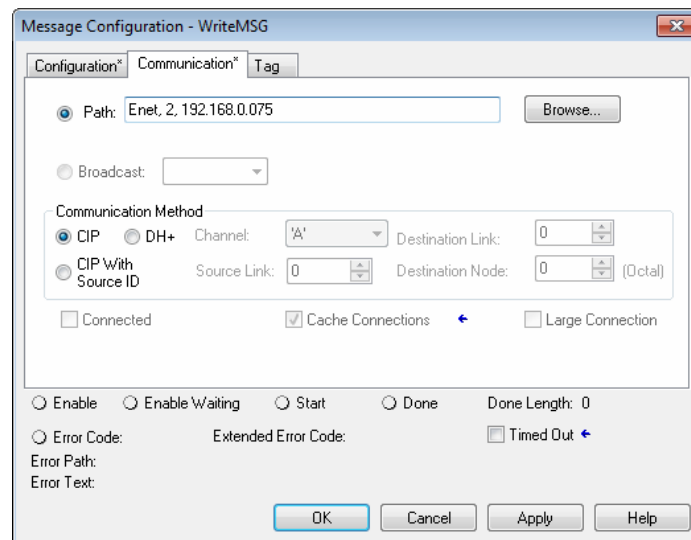 Message Configuration - WriteMSG
Configuration* Communication* Tag
Path: Enet, 2, 192.168.0.075 Browse...
Broadcast:
Communication Method
CIP DH+ Channel: 'A' Destination Link: 0
CIP With
Source ID Source Link: 0 Destination Node: 0 (Octal)
Connected Cache Connections Large Connection
Enable Enable Waiting Start Done Done Length: 0
Error Code: Extended Error Code: Timed Out
Error Path:
Error Text:
OK Cancel Apply Help